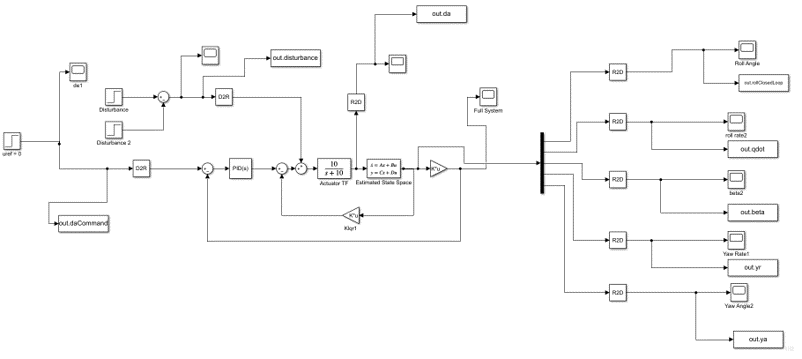 out.da
da1
out.disturbance
Roll Angle
R2D
out.rollClosedLoop
Disturbance
D2R
R2D
Full System
Disturbance 2
R2D
roll rate2
out.qdot
uref = 0
D2R
PID(s)
10
s + 10
Actuator TF
ẋ = Ax + Bu
y = Cx + Du
Estimated State Space
K*u
R2D
beta2
out.beta
out.daCommand
K*u
Klqr1
R2D
Yaw Rate1
out.yr
R2D
Yaw Angle2
out.ya